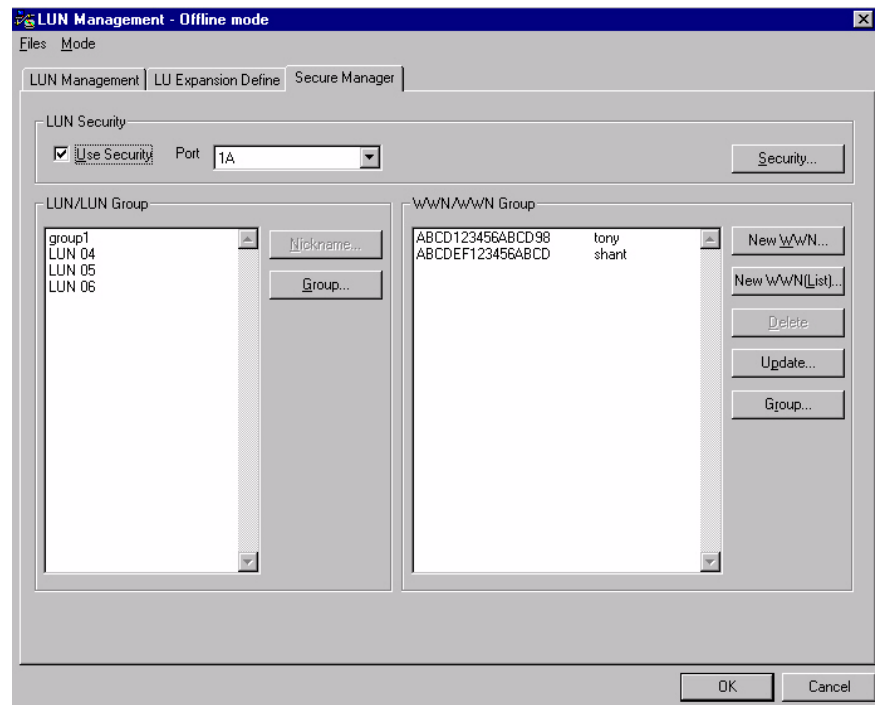 LUN Management - Offline mode
Files Mode
LUN Management LU Expansion Define Secure Manager
LUN Security
Use Security Port 1A Security...
LUN/LUN Group
group1
LUN 04
LUN 05
LUN 06
Nickname...
Group...
WWN/WWN Group
ABCD123456ABCD98 tony
ABCDEF123456ABCD shant
New WWN...
New WWN(List)...
Delete
Update...
Group...
OK Cancel